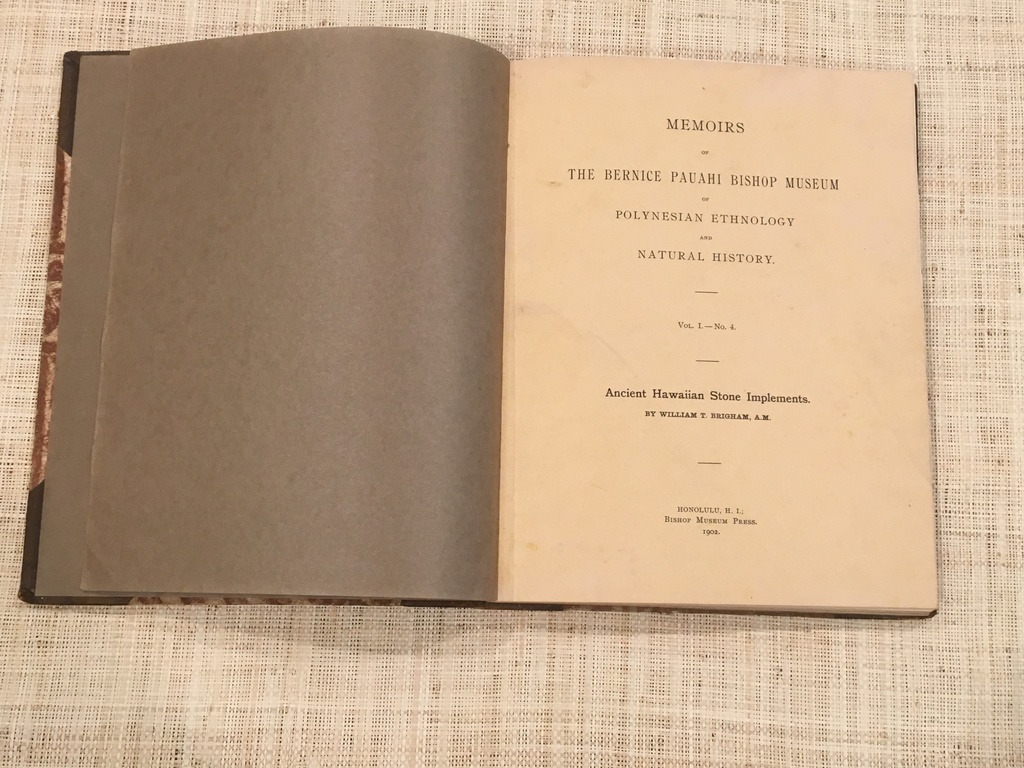 MEMOIRS
OF
THE BERNICE PAUAHI BISHOP MUSEUM
OF
POLYNESIAN ETHNOLOGY
AND
NATURAL HISTORY.
VOL. I.—NO. 4.
Ancient Hawaiian Stone Implements.
BY WILLIAM T. BRIGHAM, A.M.
HONOLULU, H. I.:
BISHOP MUSEUM PRESS.
1902.